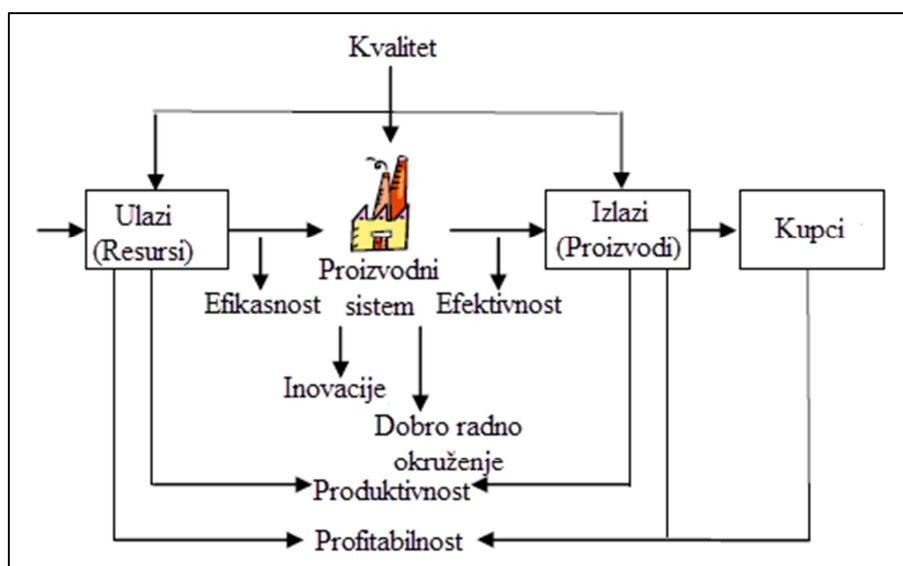 Kvalitet
Ulazi
(Resursi)
Izlazi
(Proizvodi)
Kupci
Proizvodni
sistem
Efikasnost
Efektivnost
Inovacije
Dobro radno
okruženje
Produktivnost
Profitabilnost